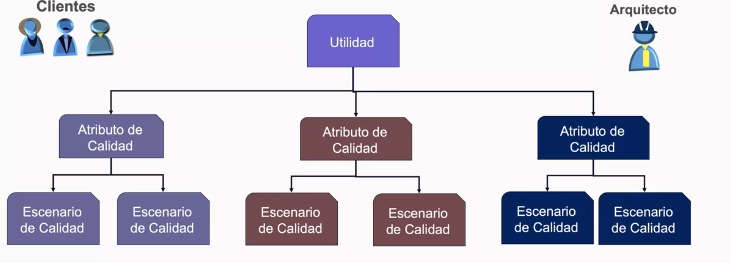 Clientes
Arquitecto
Utilidad
Atributo de
Calidad
Atributo de
Calidad
Atributo de
Calidad
Escenario
de Calidad
Escenario
de Calidad
Escenario
de Calidad
Escenario
de Calidad
Escenario
de Calidad
Escenario
de Calidad